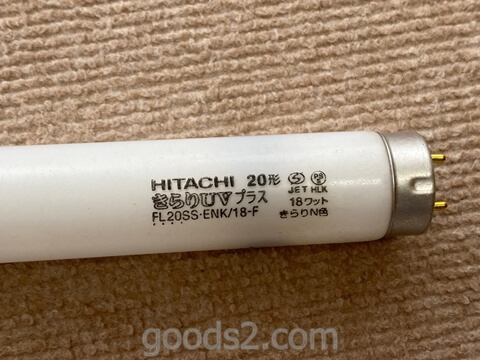 HITACHI 20形 PS E
きらりUVプラス JET HLK
FL20SS·ENK/18-F 18ワット
きらりN色
goods2.com